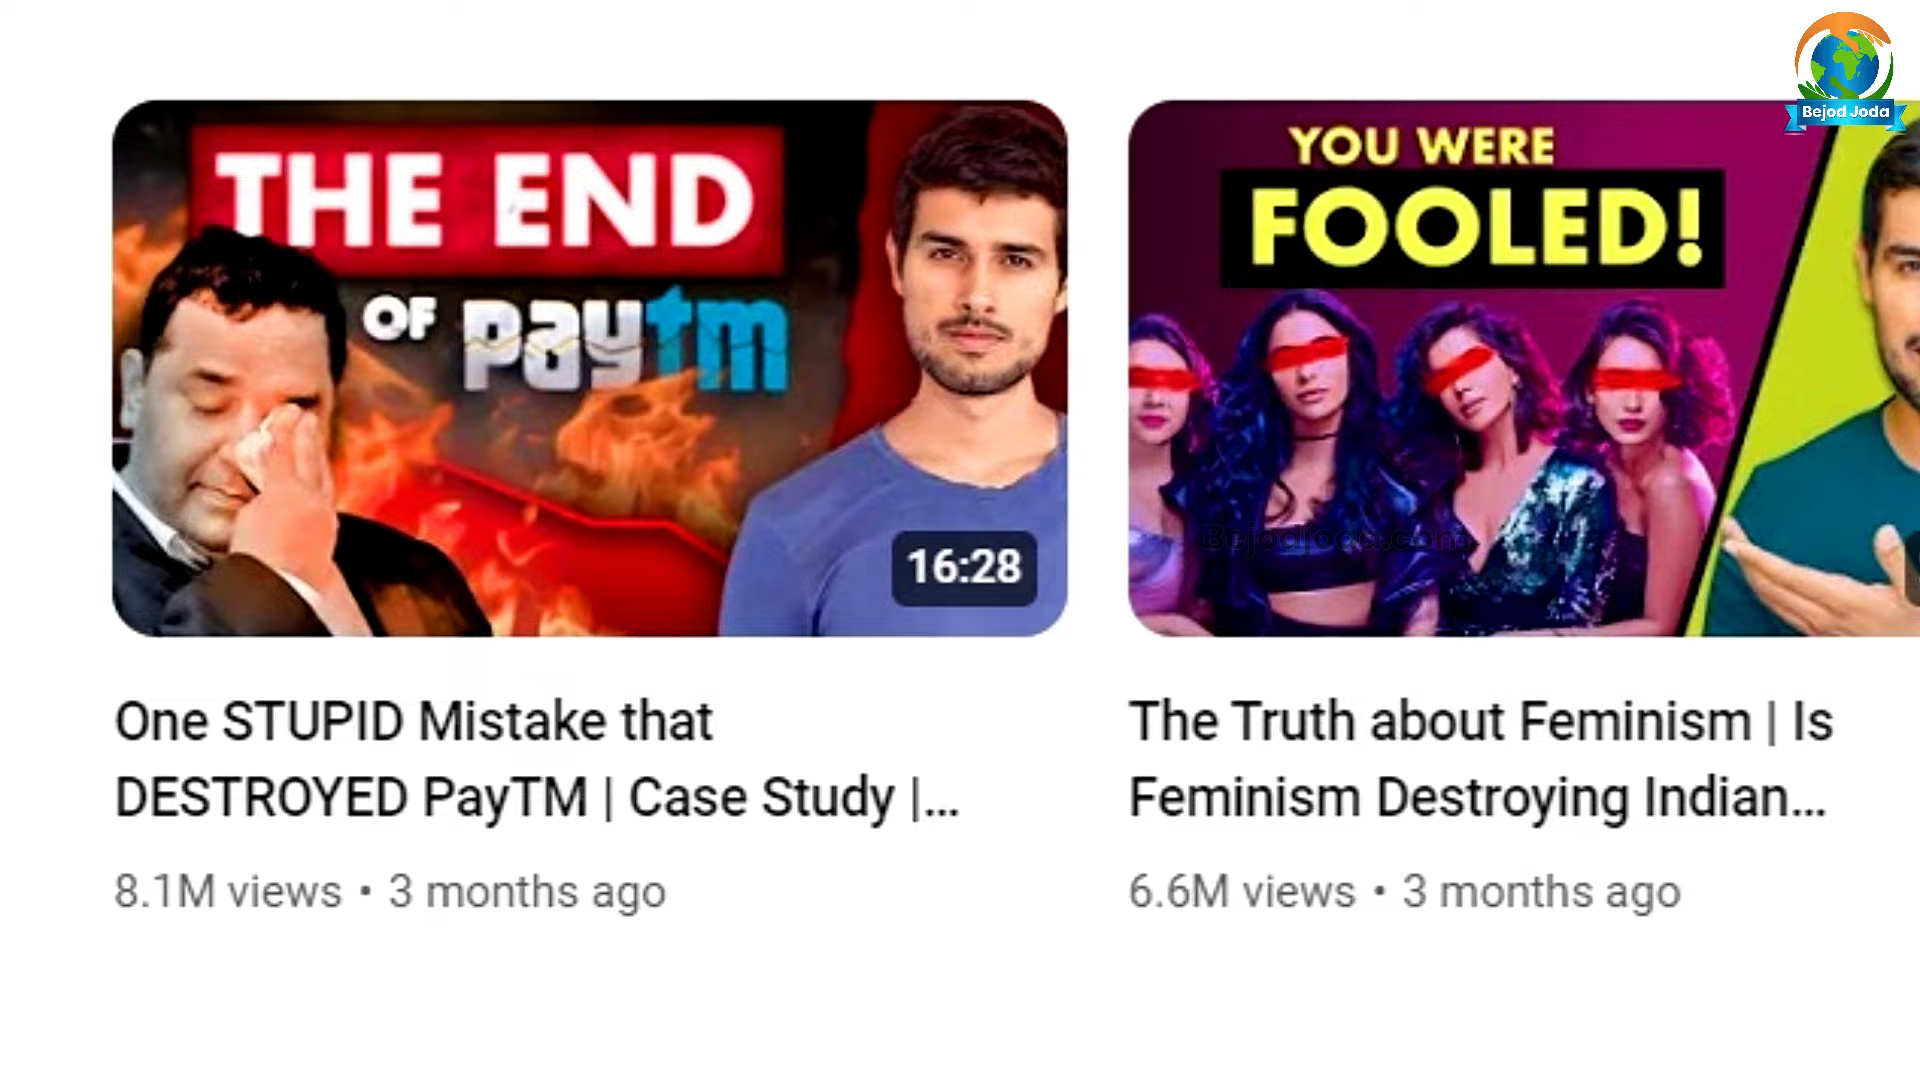 Bejod Joda
THE END
OF paytm
16:28
YOU WERE
FOOLED!
Bejodjoda.com
One STUPID Mistake that
DESTROYED PayTM | Case Study |...
8.1M views • 3 months ago
The Truth about Feminism | Is
Feminism Destroying Indian...
6.6M views • 3 months ago